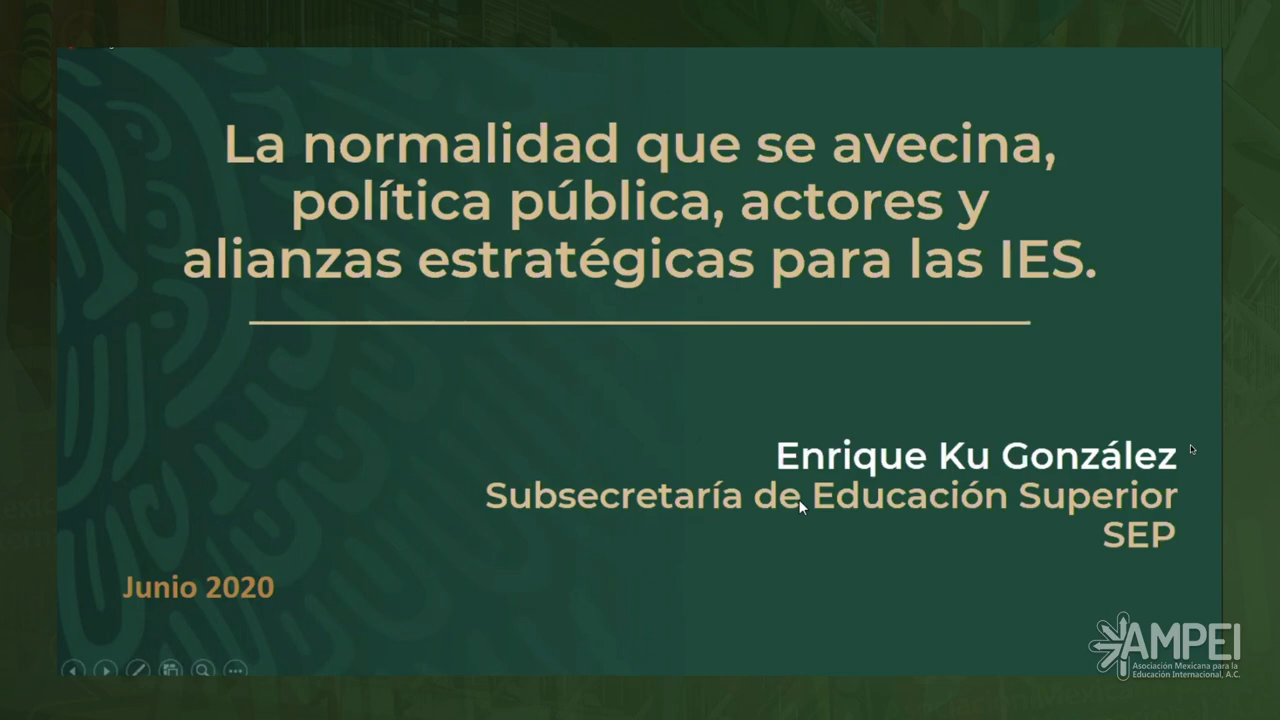 La normalidad que se avecina,
política pública, actores y
alianzas estratégicas para las IES.
Enrique Ku González
Subsecretaría de Educación Superior
SEP
Junio 2020
AMPEI
Asociación Mexicana para la
Educación Internacional, A.C.